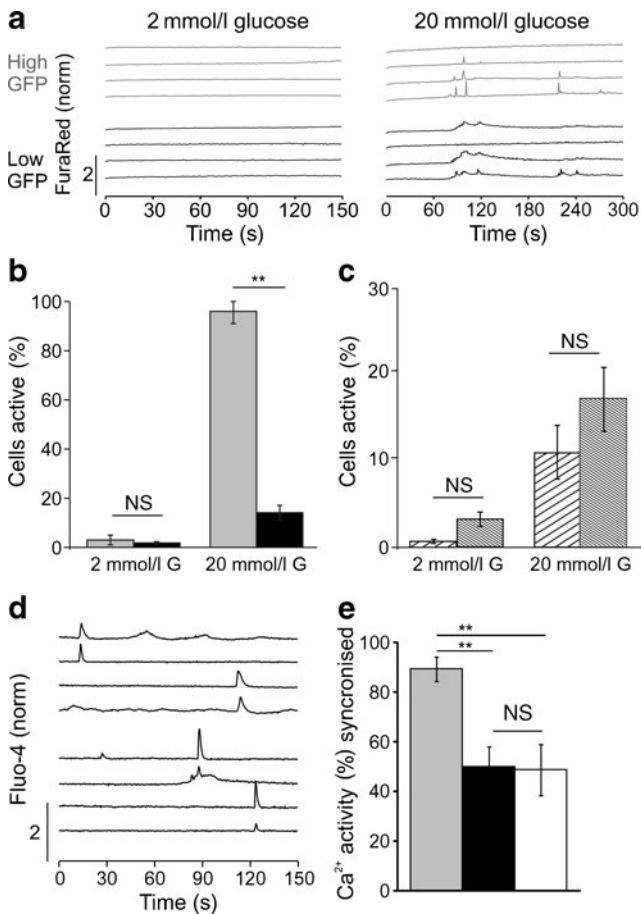 a
2 mmol/l glucose
20 mmol/l glucose
High GFP
Low GFP
FuraRed (norm)
2
0 30 60 90 120 150
Time (s)
0 60 120 180 240 300
Time (s)
b
Cells active (%)
100
80
60
40
20
0
NS
**
2 mmol/l G
20 mmol/l G
c
Cells active (%)
30
20
10
0
NS
NS
2 mmol/l G
20 mmol/l G
d
Fluo-4 (norm)
2
0 30 60 90 120 150
Time (s)
e
Ca²⁺ activity (%) syncronised
100
80
60
40
20
0
**
**
NS